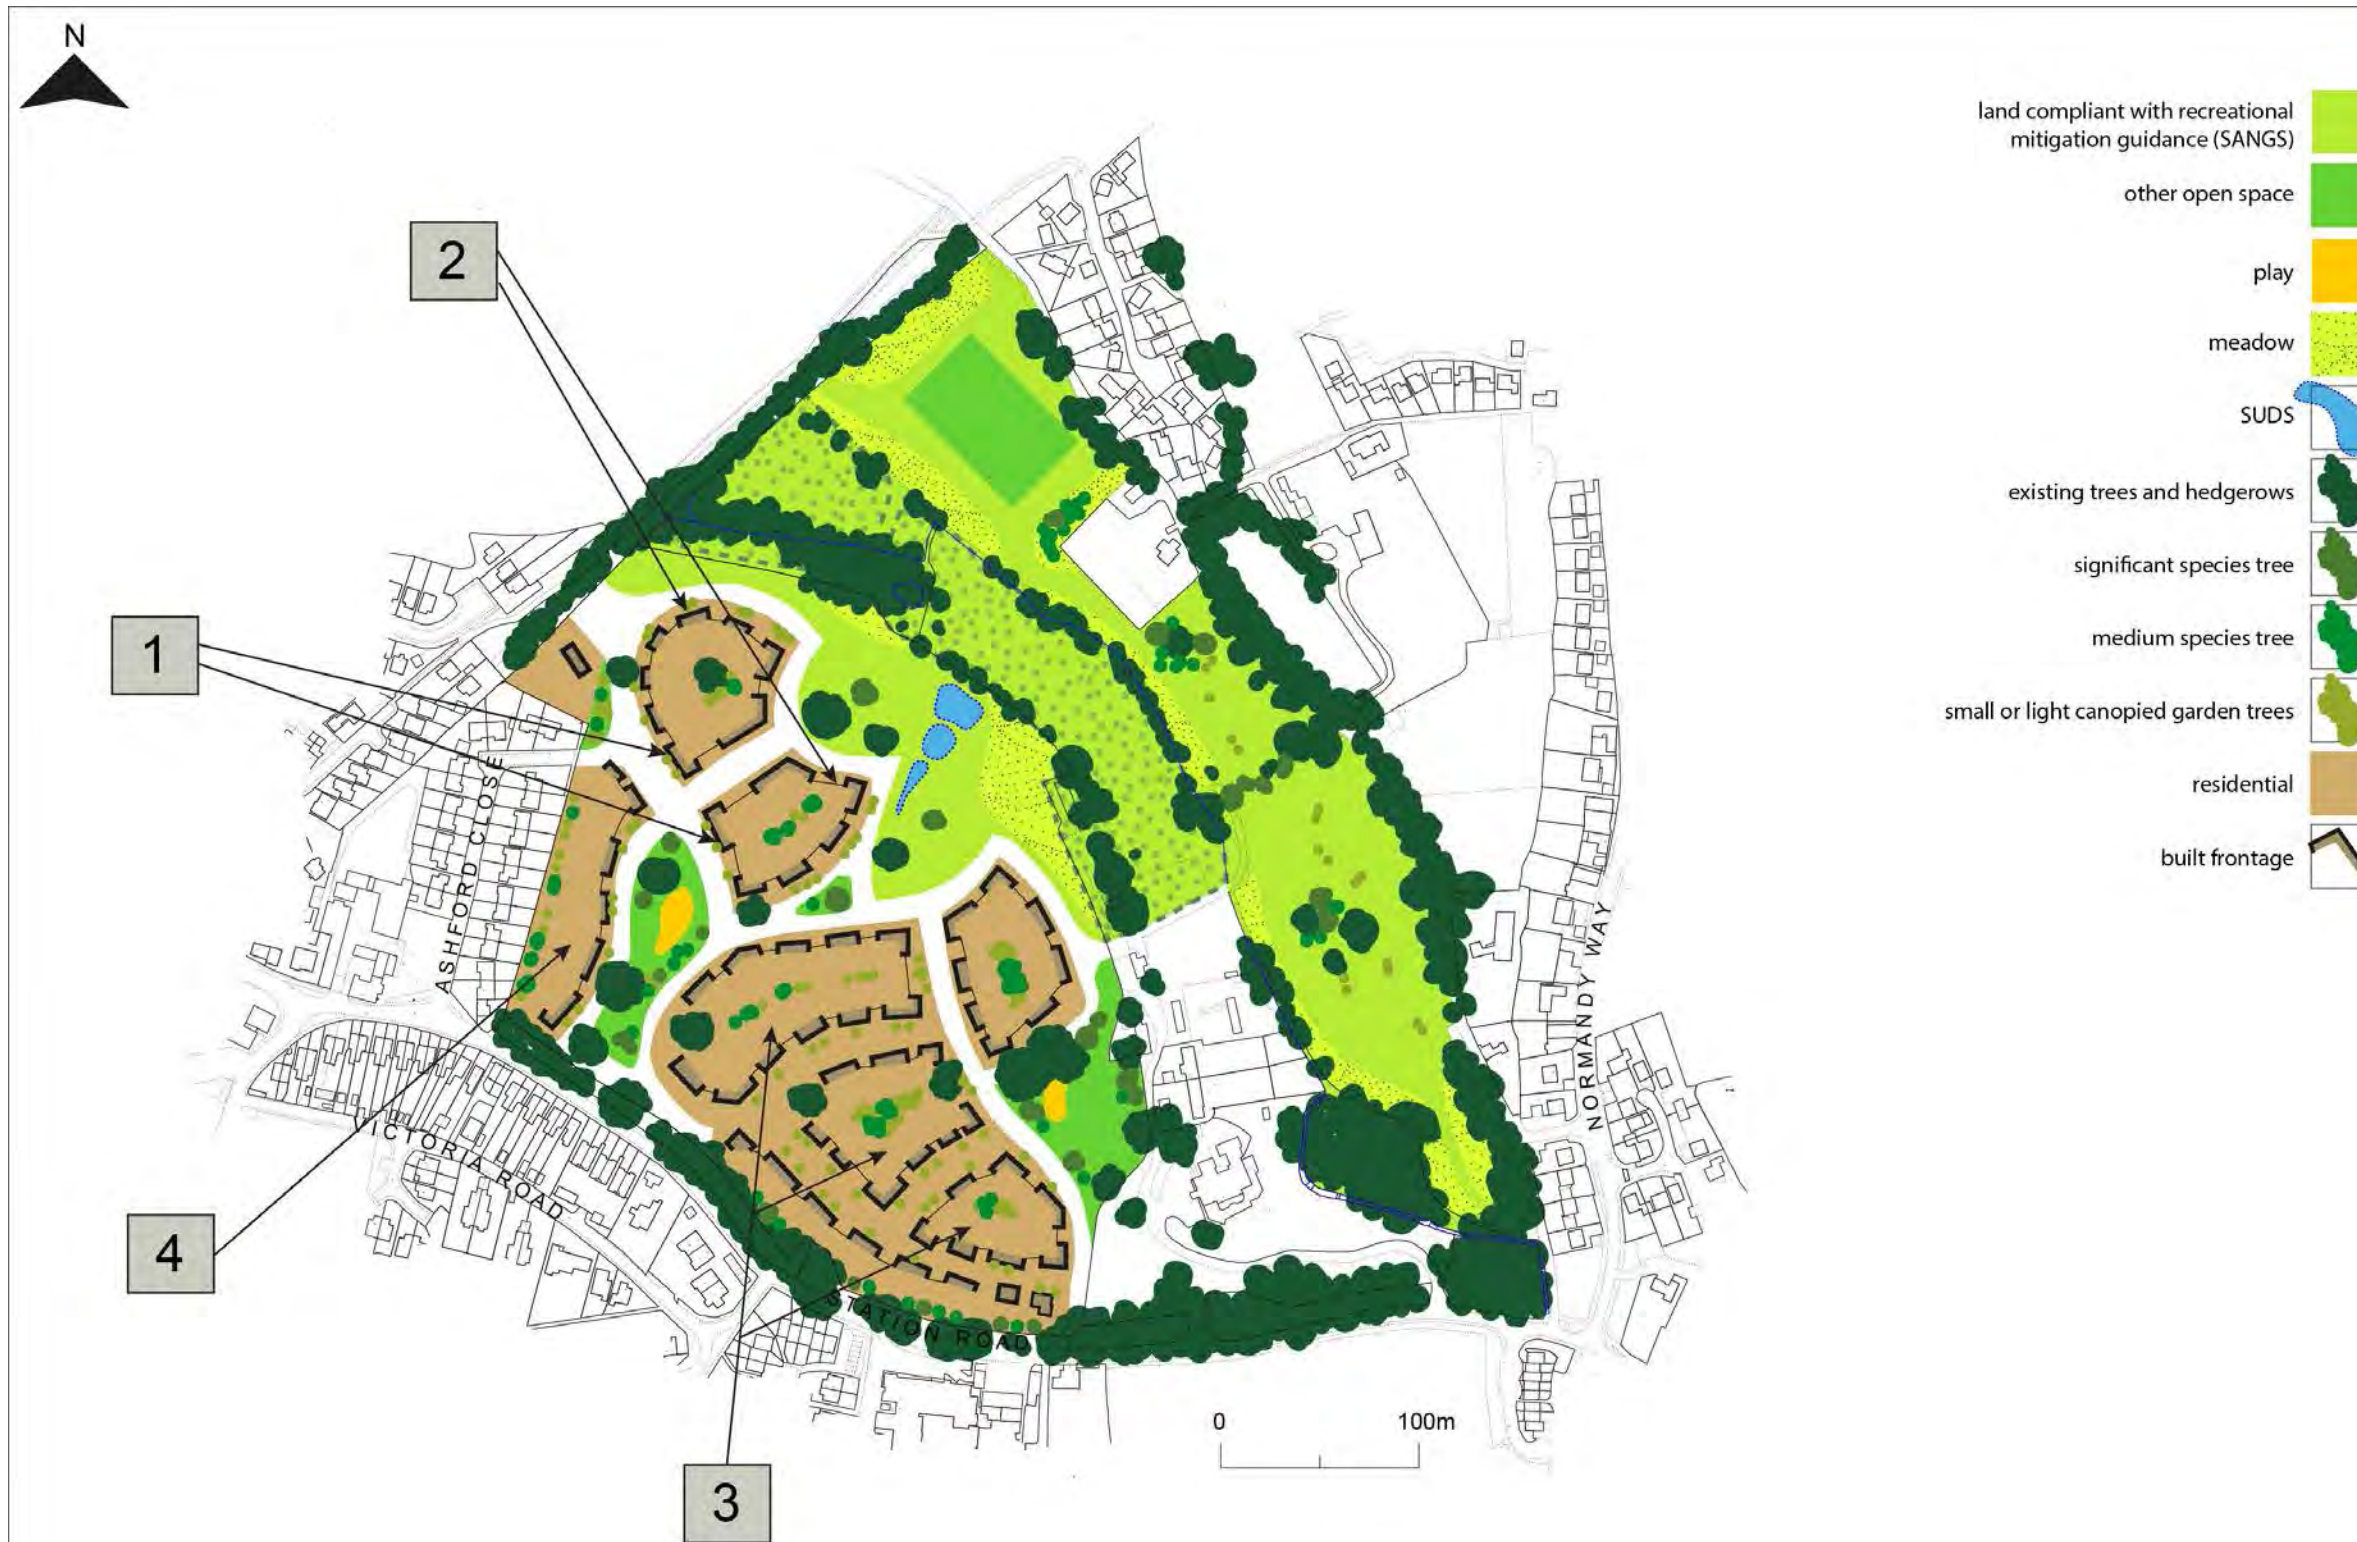 N
land compliant with recreational
mitigation guidance (SANGS)
other open space
play
meadow
SUDS
existing trees and hedgerows
significant species tree
medium species tree
small or light canopied garden trees
residential
built frontage
2
1
4
3
ASHFORD CLOSE
VICTORIA ROAD
STATION ROAD
NORMANDY WAY
0 100m